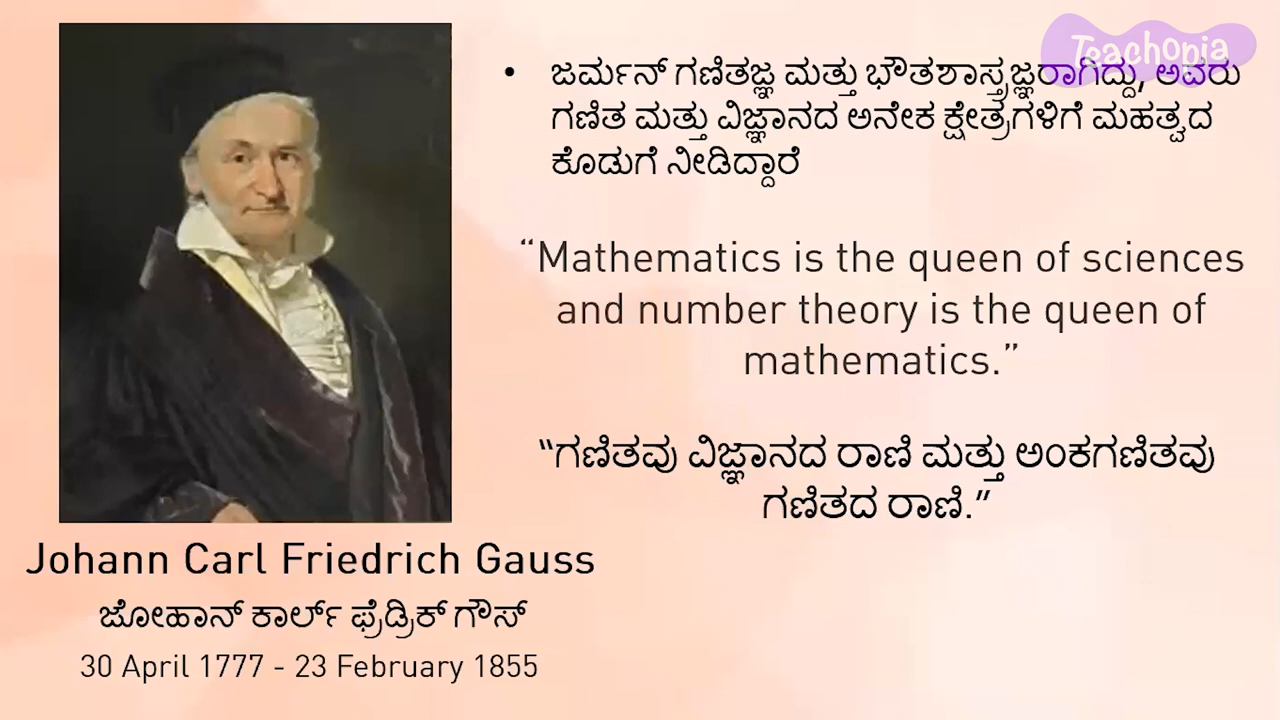 Teachopia
• ಜರ್ಮನ್ ಗಣಿತಜ್ಞ ಮತ್ತು ಭೌತಶಾಸ್ತ್ರಜ್ಞರಾಗಿದ್ದು, ಅವರು
ಗಣಿತ ಮತ್ತು ವಿಜ್ಞಾನದ ಅನೇಕ ಕ್ಷೇತ್ರಗಳಿಗೆ ಮಹತ್ವದ
ಕೊಡುಗೆ ನೀಡಿದ್ದಾರೆ
“Mathematics is the queen of sciences
and number theory is the queen of
mathematics.”
“ಗಣಿತವು ವಿಜ್ಞಾನದ ರಾಣಿ ಮತ್ತು ಅಂಕಗಣಿತವು
ಗಣಿತದ ರಾಣಿ.”
Johann Carl Friedrich Gauss
ಜೋಹಾನ್ ಕಾರ್ಲ್ ಫ್ರೆಡ್ರಿಕ್ ಗೌಸ್
30 April 1777 - 23 February 1855